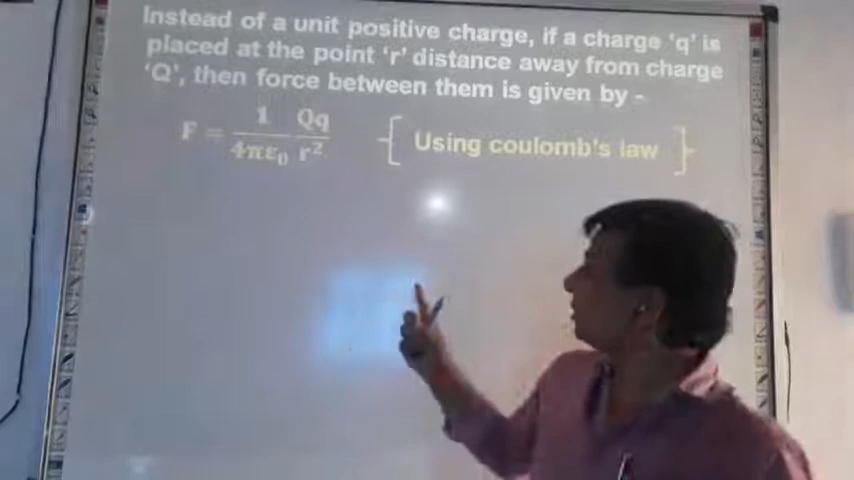 Instead of a unit positive charge, if a charge 'q' is
placed at the point 'r' distance away from charge
'Q', then force between them is given by -
F = 1/4πε₀ Qq/r² { Using coulomb's law }